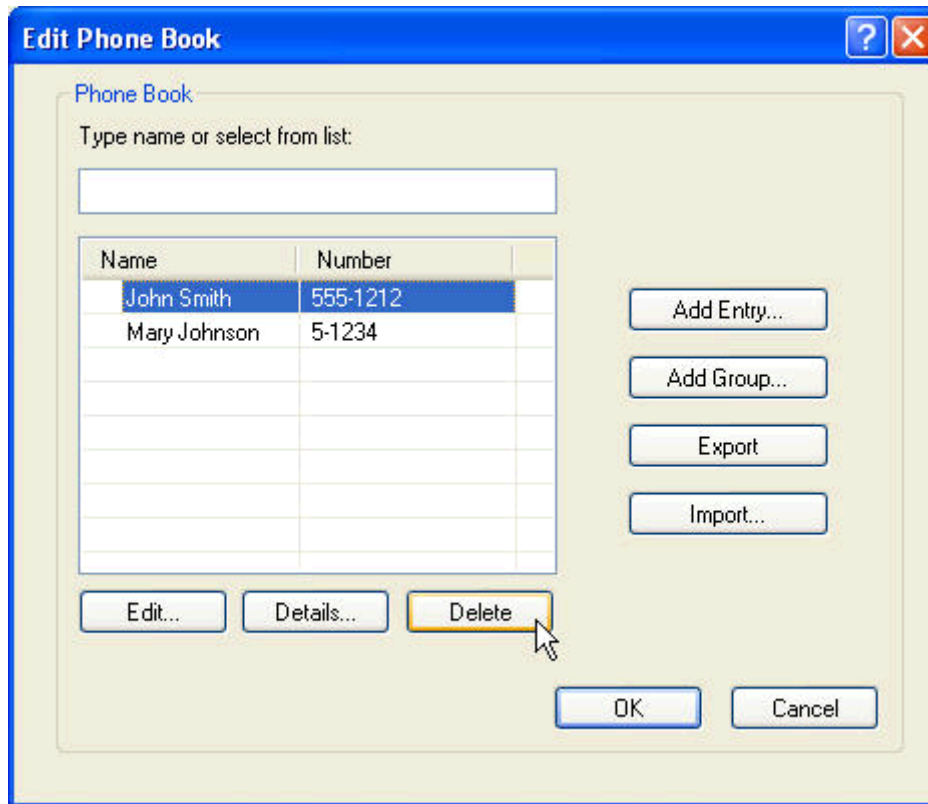 Edit Phone Book
Phone Book
Type name or select from list:
Name Number
John Smith 555-1212
Mary Johnson 5-1234
Add Entry...
Add Group...
Export
Import...
Edit... Details... Delete
OK Cancel